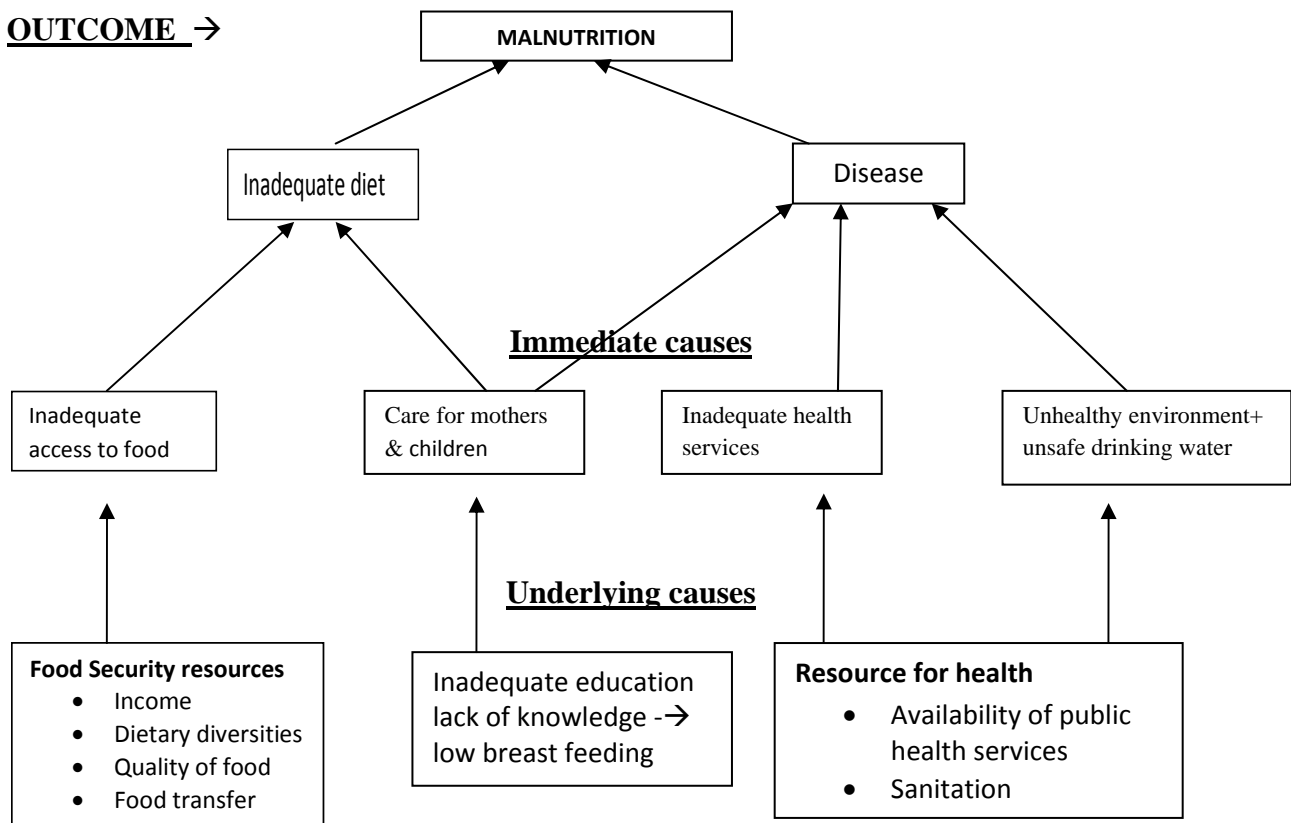 OUTCOME →
MALNUTRITION
Inadequate diet
Disease
Immediate causes
Inadequate
access to food
Care for mothers
& children
Inadequate health
services
Unhealthy environment+
unsafe drinking water
Underlying causes
Food Security resources
• Income
• Dietary diversities
• Quality of food
• Food transfer
Inadequate education
lack of knowledge -→
low breast feeding
Resource for health
• Availability of public
health services
• Sanitation